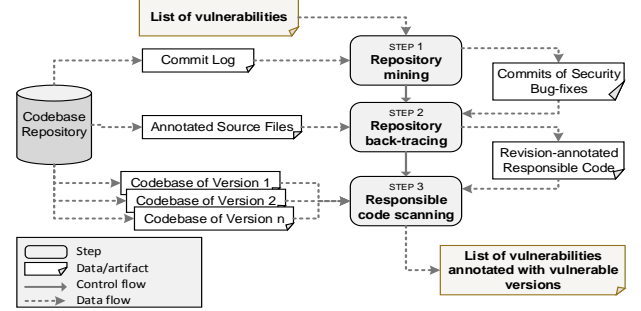 List of vulnerabilities
STEP 1
Repository
mining
Commit Log
Commits of Security
Bug-fixes
Codebase
Repository
STEP 2
Repository
back-tracing
Annotated Source Files
Revision-annotated
Responsible Code
Codebase of Version 1
Codebase of Version 2
Codebase of Version n
STEP 3
Responsible
code scanning
Step
Data/artifact
Control flow
Data flow
List of vulnerabilities
annotated with vulnerable
versions